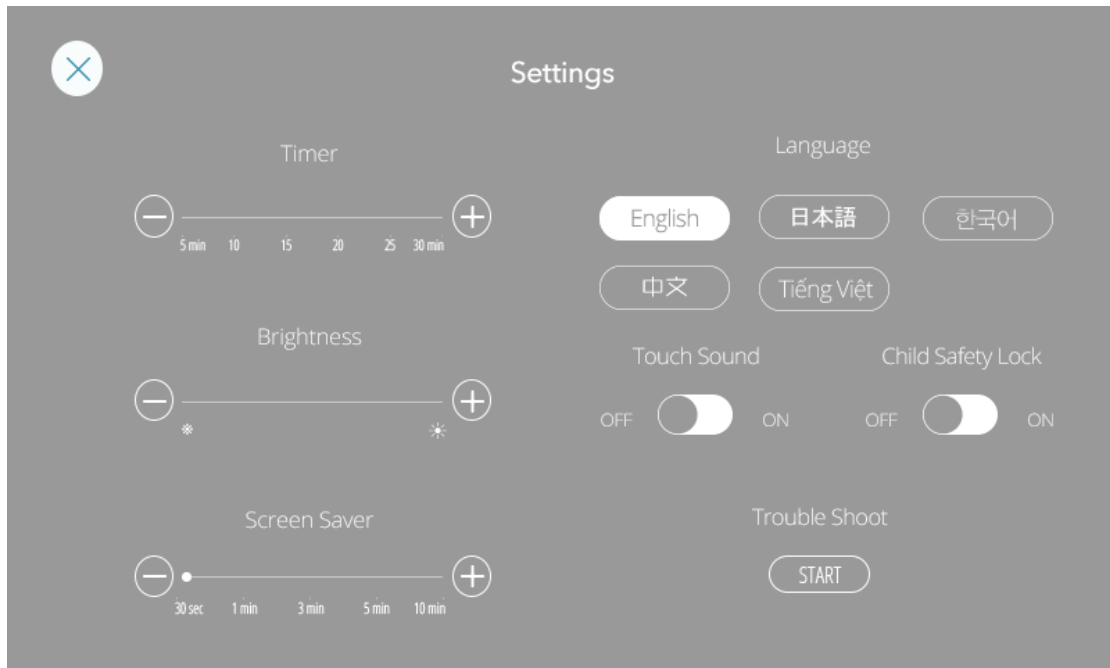 Settings
Timer
5 min 10 15 20 25 30 min
Brightness
Screen Saver
30 sec 1 min 3 min 5 min 10 min
Language
English 日本語 한국어
中文 Tiếng Việt
Touch Sound
OFF ON
Child Safety Lock
OFF ON
Trouble Shoot
START